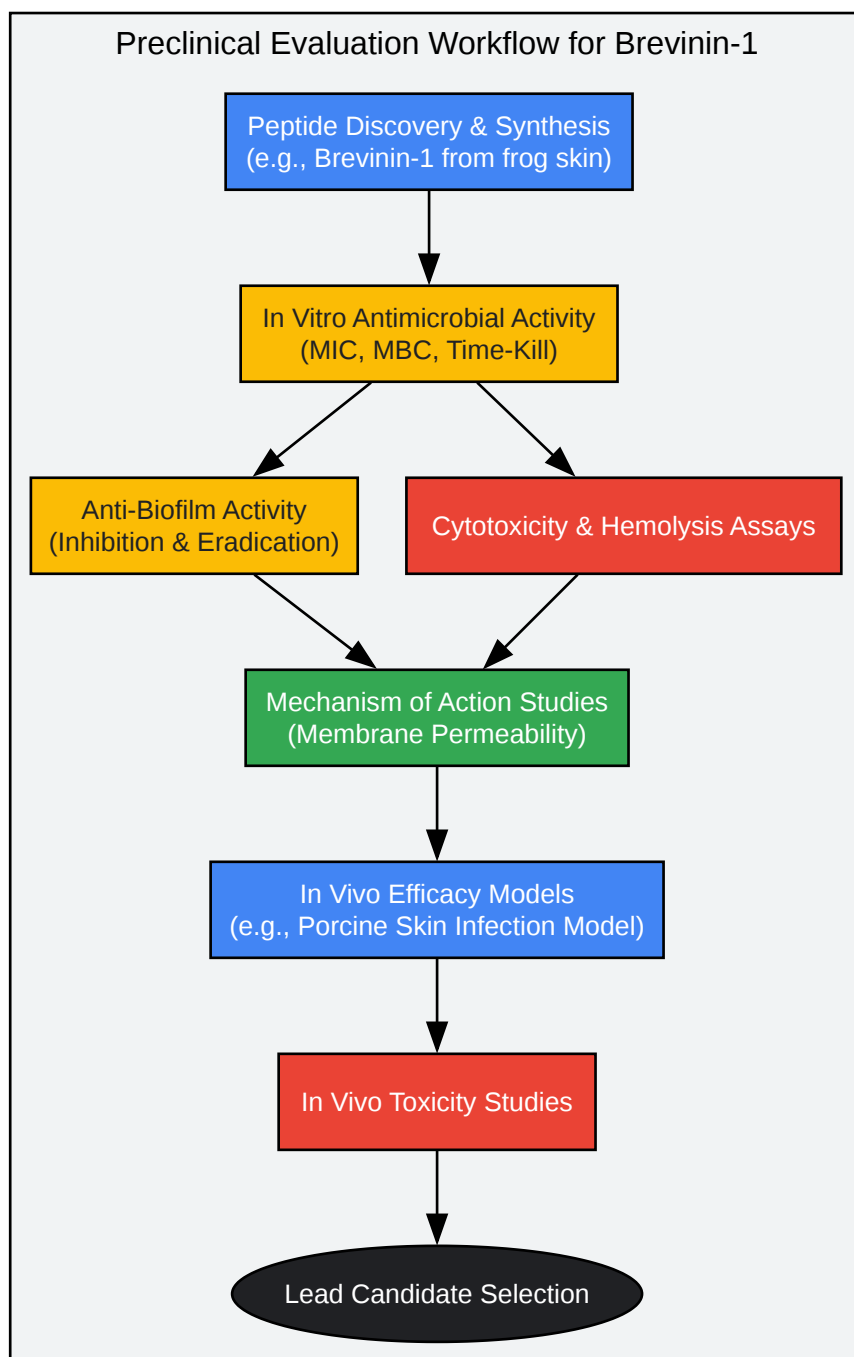 Preclinical Evaluation Workflow for Brevinin-1
Peptide Discovery & Synthesis
(e.g., Brevinin-1 from frog skin)
In Vitro Antimicrobial Activity
(MIC, MBC, Time-Kill)
Anti-Biofilm Activity
(Inhibition & Eradication)
Cytotoxicity & Hemolysis Assays
Mechanism of Action Studies
(Membrane Permeability)
In Vivo Efficacy Models
(e.g., Porcine Skin Infection Model)
In Vivo Toxicity Studies
Lead Candidate Selection